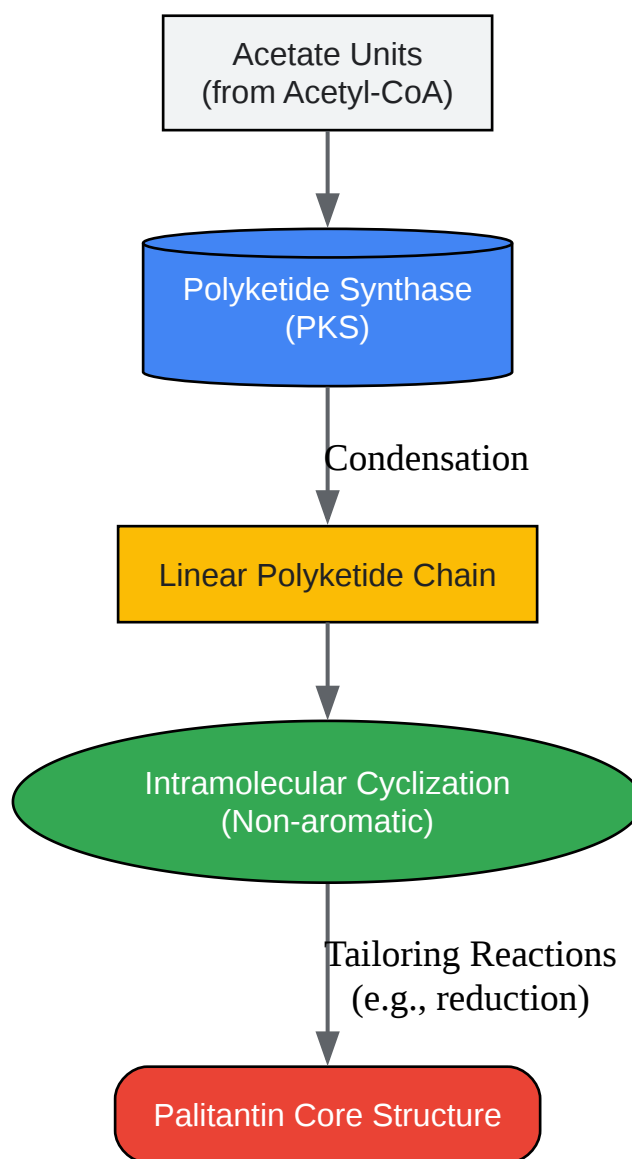 Acetate Units
(from Acetyl-CoA)
Polyketide Synthase
(PKS)
Condensation
Linear Polyketide Chain
Intramolecular Cyclization
(Non-aromatic)
Tailoring Reactions
(e.g., reduction)
Palitantin Core Structure